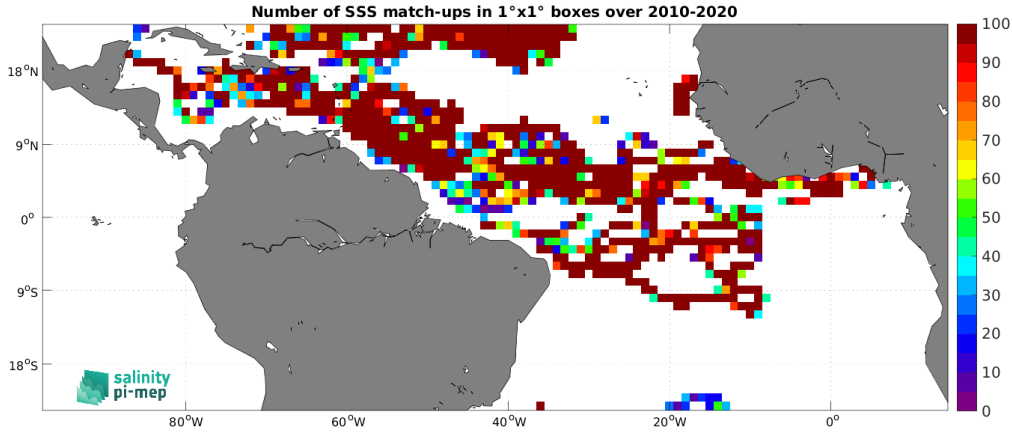 Number of SSS match-ups in 1°x1° boxes over 2010-2020
100
90
80
70
60
50
40
30
20
10
0
18°N
9°N
0°
9°S
18°S
salinity
pi-mep
80°W
60°W
40°W
20°W
0°